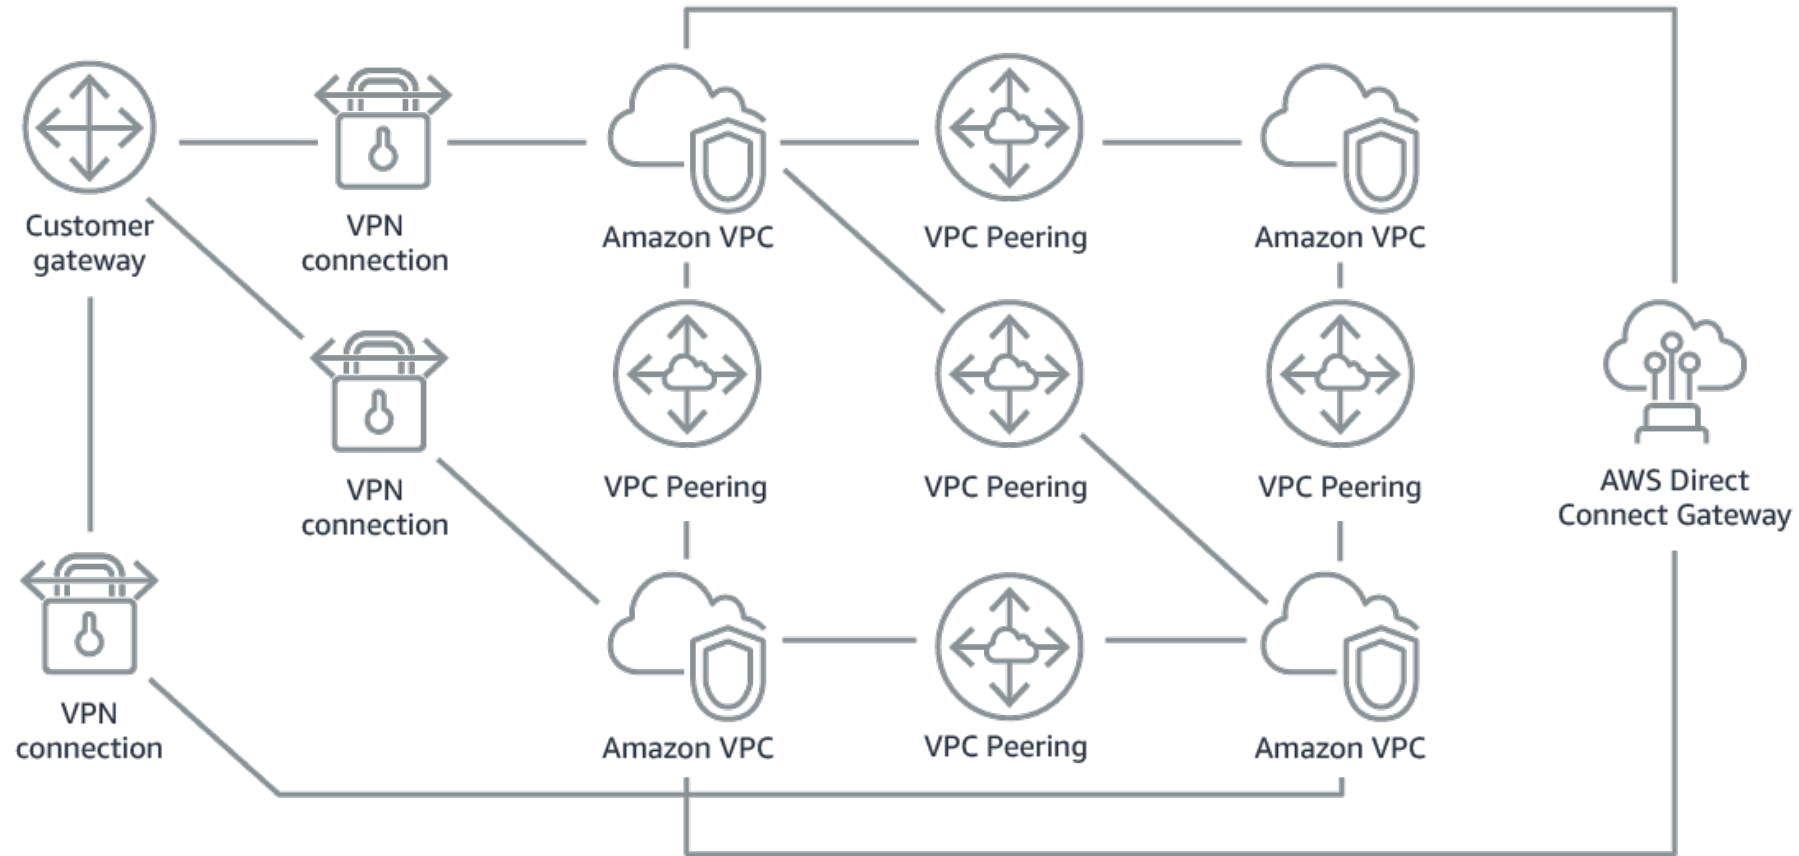 Customer
gateway
VPN
connection
Amazon VPC
VPC Peering
Amazon VPC
VPN
connection
VPC Peering
VPC Peering
VPC Peering
AWS Direct
Connect Gateway
VPN
connection
Amazon VPC
VPC Peering
Amazon VPC